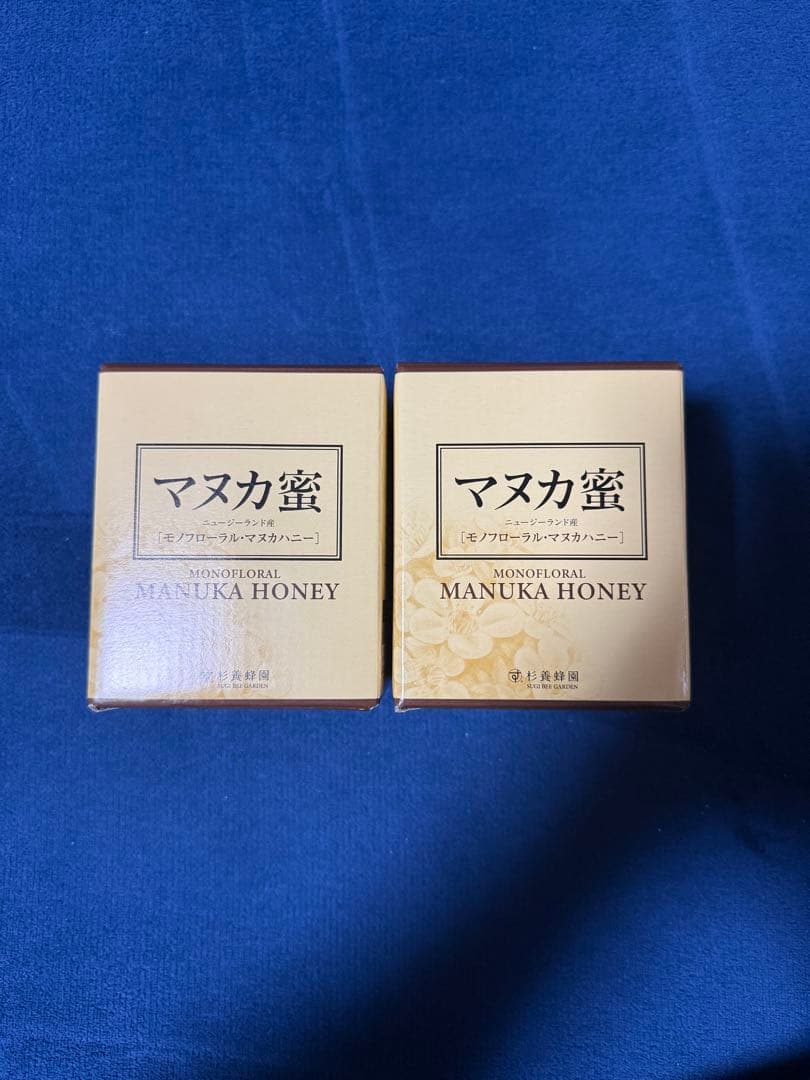 マヌカ蜜
ニュージーランド産
[モノフローラル・マヌカハニー]
MONOFLORAL
MANUKA HONEY
杉養蜂園
SUGI BEE GARDEN
マヌカ蜜
ニュージーランド産
[モノフローラル・マヌカハニー]
MONOFLORAL
MANUKA HONEY
杉養蜂園
SUGI BEE GARDEN